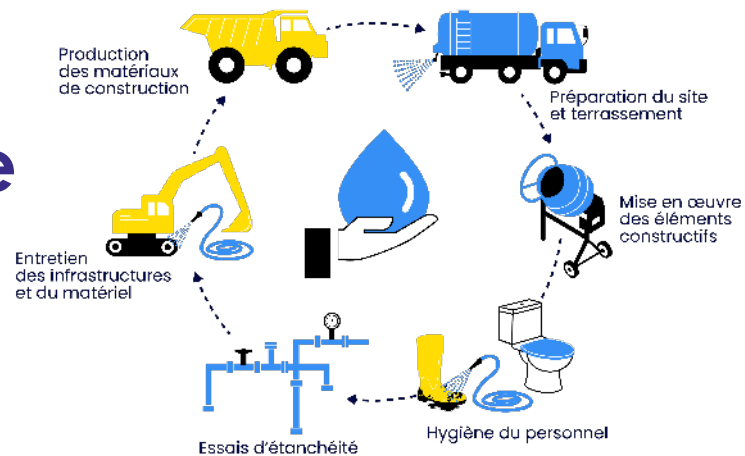 Production
des matériaux
de construction
Préparation du site
et terrassement
e
Mise en œuvre
des éléments
constructifs
Entretien
des infrastructures
et du matériel
Hygiène du personnel
Essais d'étanchéité